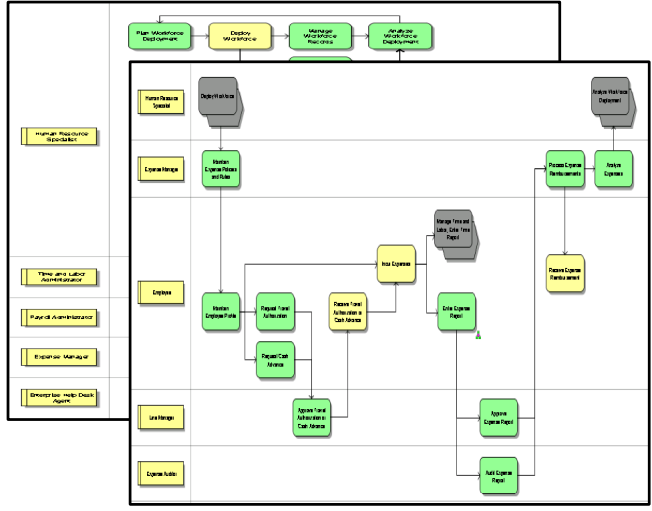 Plan Workforce
Deployment
Deploy
Workforce
Manage
Workforce
Records
Analyze
Workforce
Deployment
Human Resource
Specialist
Time and Labor
Administrator
Payroll Administrator
Expense Manager
Enterprise Help Desk
Agent
Human Resource
Specialist
Deploy Workforce
Analyze Workforce
Deployment
Expense Manager
Maintain
Expense Policies
and Rules
Process Expense
Reimbursements
Analyze
Expenses
Employee
Manage Time and
Labor, Enter Time
Report
Incur Expenses
Receive Expense
Reimbursement
Maintain
Employee Profile
Request Travel
Authorization
Receive Travel
Authorization or
Cash Advance
Enter Expense
Report
Request Cash
Advance
Line Manager
Approve Travel
Authorization or
Cash Advance
Approve
Expense Report
Expense Auditor
Audit Expense
Report